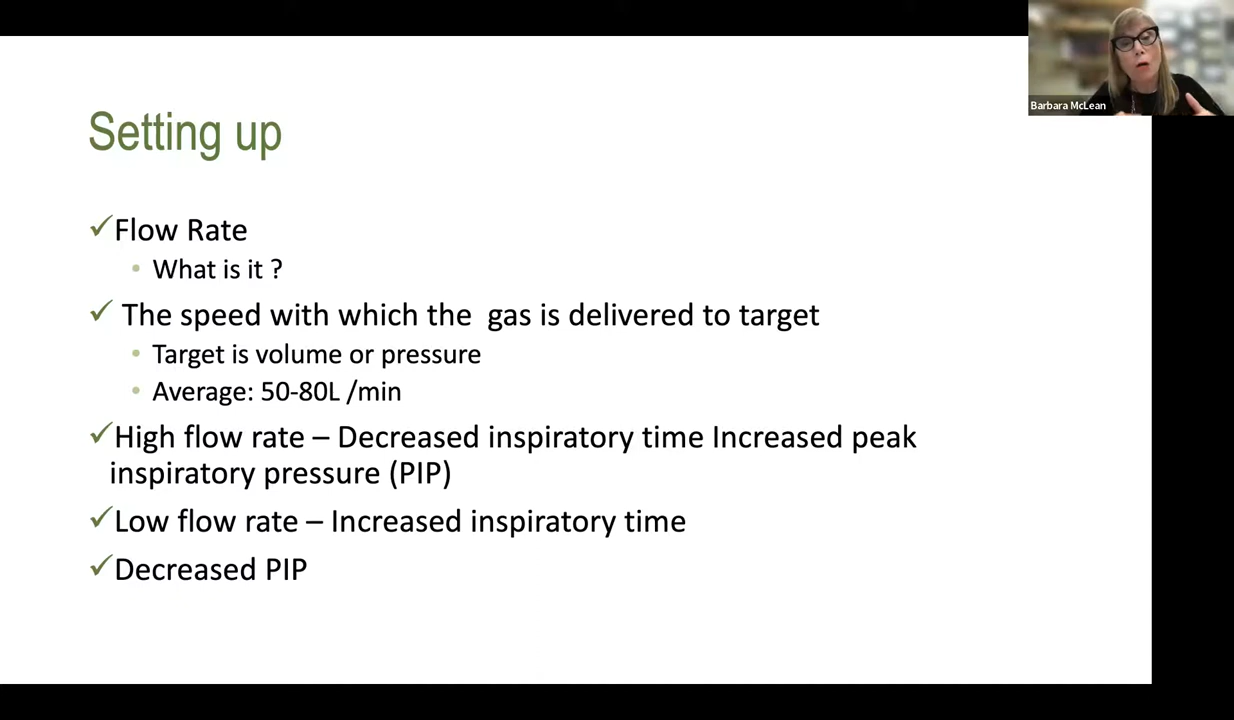 Barbara McLean
Setting up
Flow Rate
What is it ?
The speed with which the gas is delivered to target
Target is volume or pressure
Average: 50-80L /min
High flow rate – Decreased inspiratory time Increased peak
inspiratory pressure (PIP)
Low flow rate – Increased inspiratory time
Decreased PIP